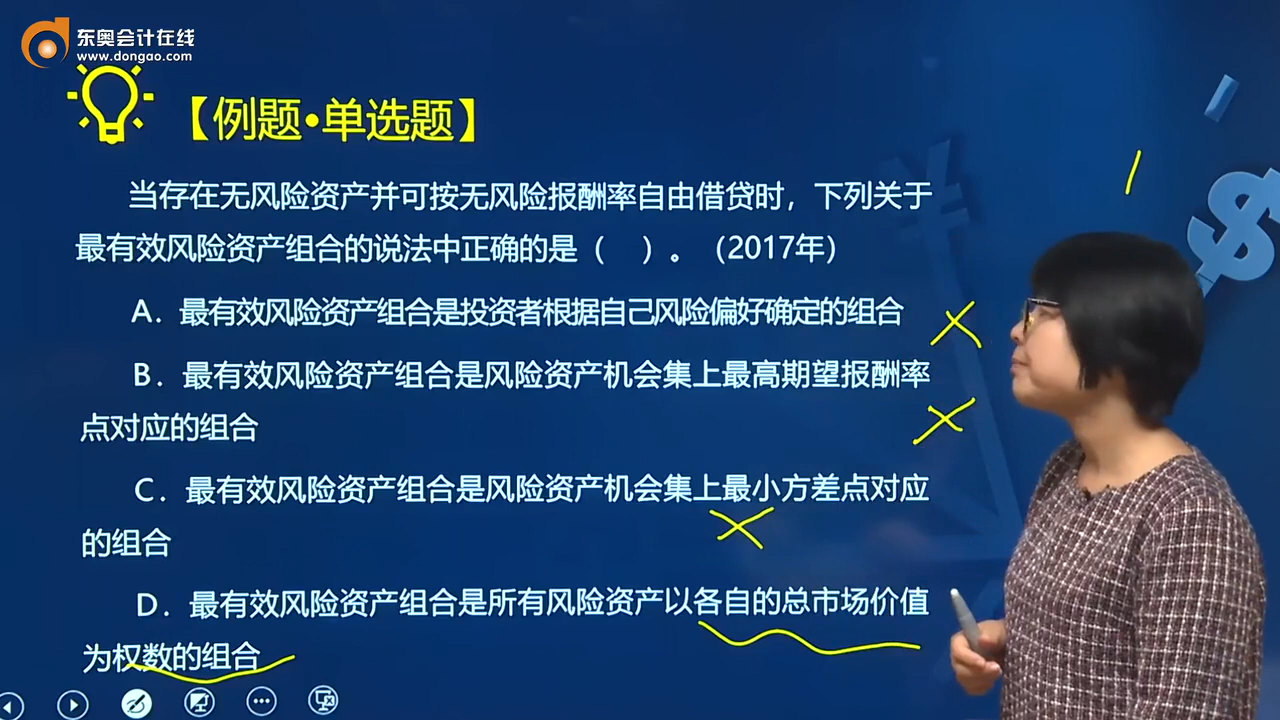 东奥会计在线
www.dongao.com
【例题•单选题】
当存在无风险资产并可按无风险报酬率自由借贷时，下列关于
最有效风险资产组合的说法中正确的是（　）。（2017年）
A．最有效风险资产组合是投资者根据自己风险偏好确定的组合
B．最有效风险资产组合是风险资产机会集上最高期望报酬率
点对应的组合
C．最有效风险资产组合是风险资产机会集上最小方差点对应
的组合
D．最有效风险资产组合是所有风险资产以各自的总市场价值
为权数的组合